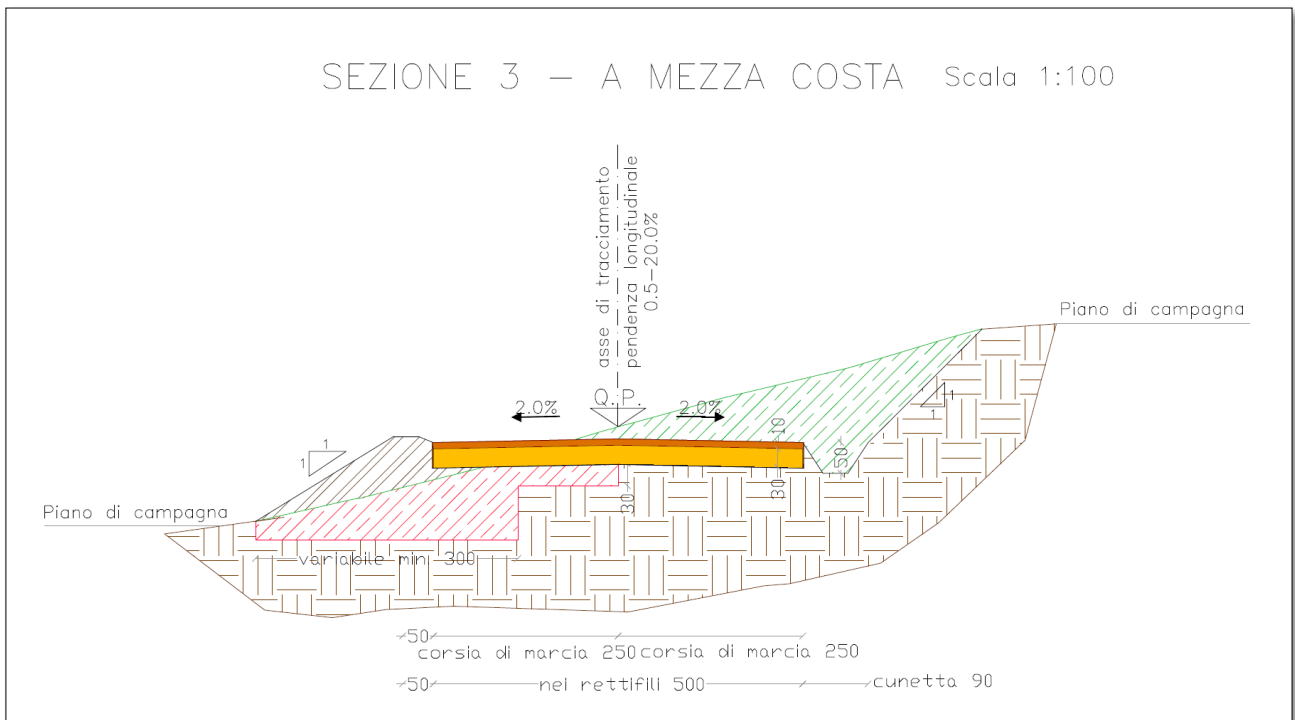 SEZIONE 3 – A MEZZA COSTA Scala 1:100
asse di tracciamento
pendenza longitudinale
0.5–20.0%
Piano di campagna
Q.P.
2.0%
2.0%
10
1
1
1
1
50
30
30
Piano di campagna
variabile min. 300
50
corsia di marcia 250
corsia di marcia 250
50
nei rettifili 500
cunetta 90